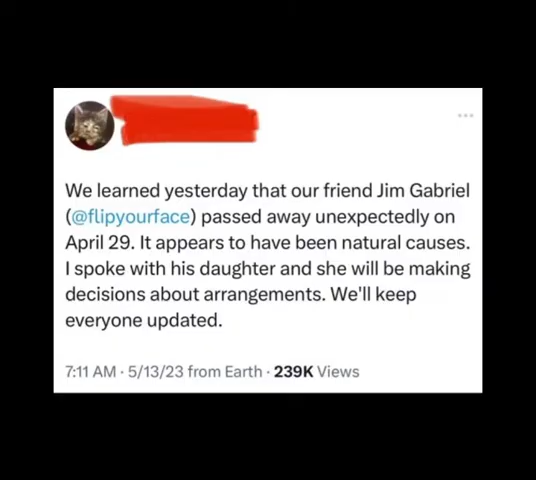 We learned yesterday that our friend Jim Gabriel
(@flipyourface) passed away unexpectedly on
April 29. It appears to have been natural causes.
I spoke with his daughter and she will be making
decisions about arrangements. We'll keep
everyone updated.
7:11 AM · 5/13/23 from Earth · 239K Views